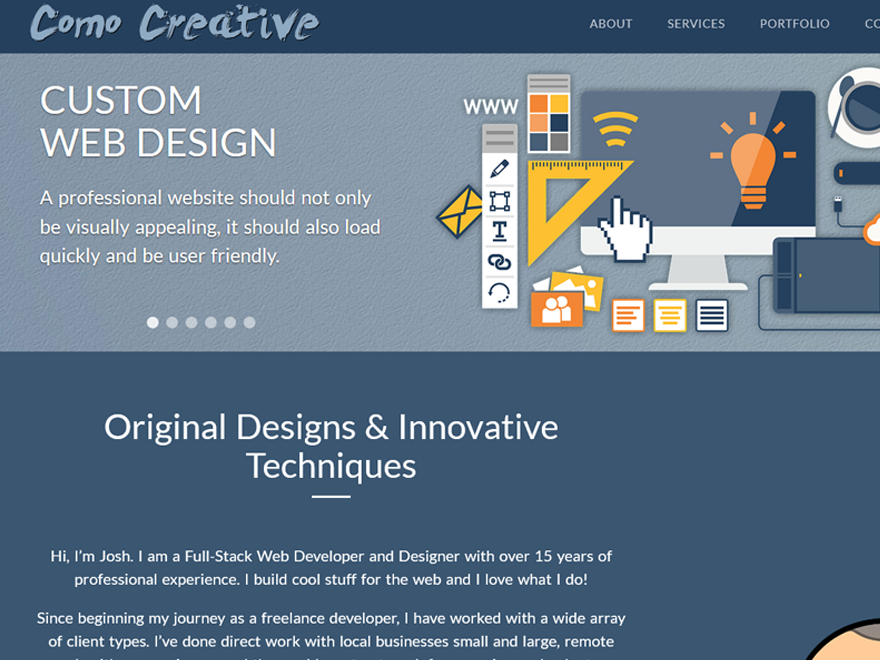 Como Creative
ABOUT SERVICES PORTFOLIO
CUSTOM
WEB DESIGN
WWW
A professional website should not only
be visually appealing, it should also load
quickly and be user friendly.
T
Original Designs & Innovative
Techniques
Hi, I'm Josh. I am a Full-Stack Web Developer and Designer with over 15 years of
professional experience. I build cool stuff for the web and I love what I do!
Since beginning my journey as a freelance developer, I have worked with a wide array
of client types. I've done direct work with local businesses small and large, remote